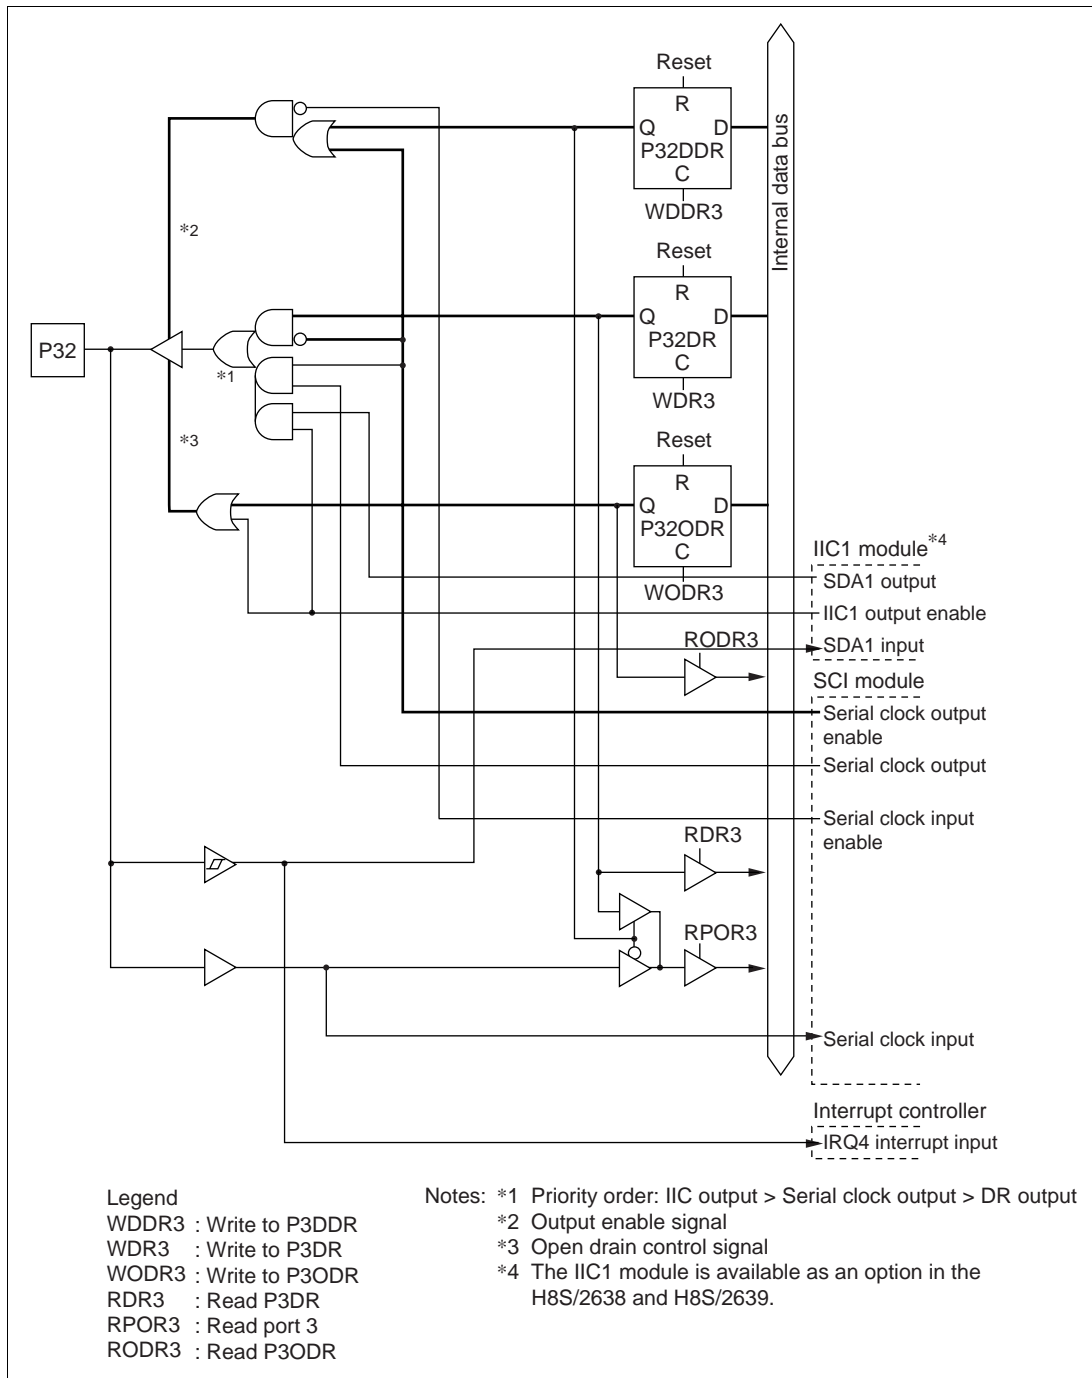 Reset
R
Q D
P32DDR
C
WDDR3
Internal data bus
*2
Reset
R
Q D
P32DR
C
WDR3
P32
*1
*3
Reset
R
Q D
P32ODR
C
WODR3
IIC1 module*4
SDA1 output
IIC1 output enable
SDA1 input
RODR3
SCI module
Serial clock output
enable
Serial clock output
Serial clock input
enable
RDR3
RPOR3
Serial clock input
Interrupt controller
IRQ4 interrupt input
Legend
WDDR3 : Write to P3DDR
WDR3 : Write to P3DR
WODR3 : Write to P3ODR
RDR3 : Read P3DR
RPOR3 : Read port 3
RODR3 : Read P3ODR
Notes: *1 Priority order: IIC output > Serial clock output > DR output
*2 Output enable signal
*3 Open drain control signal
*4 The IIC1 module is available as an option in the
H8S/2638 and H8S/2639.